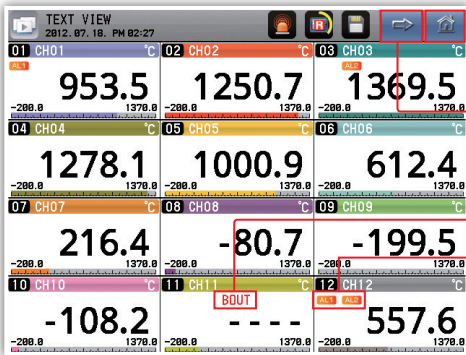 TEXT VIEW
2012. 07. 18. PM 02:27
01 CH01 °C 02 CH02 °C 03 CH03 °C
AL1 AL2
953.5 1250.7 1369.5
-200.0 1370.0 -200.0 1370.0 -200.0 1370.0
04 CH04 °C 05 CH05 °C 06 CH06 °C
1278.1 1000.9 612.4
-200.0 1370.0 -200.0 1370.0 -200.0 1370.0
07 CH07 °C 08 CH08 °C 09 CH09 °C
216.4 -80.7 -199.5
-200.0 1370.0 -200.0 1370.0 -200.0 1370.0
10 CH10 °C 11 CH11 °C 12 CH12 °C
BOUT AL1 AL2
-108.2 ---- 557.6
-200.0 1370.0 -200.0 1370.0 -200.0 1370.0